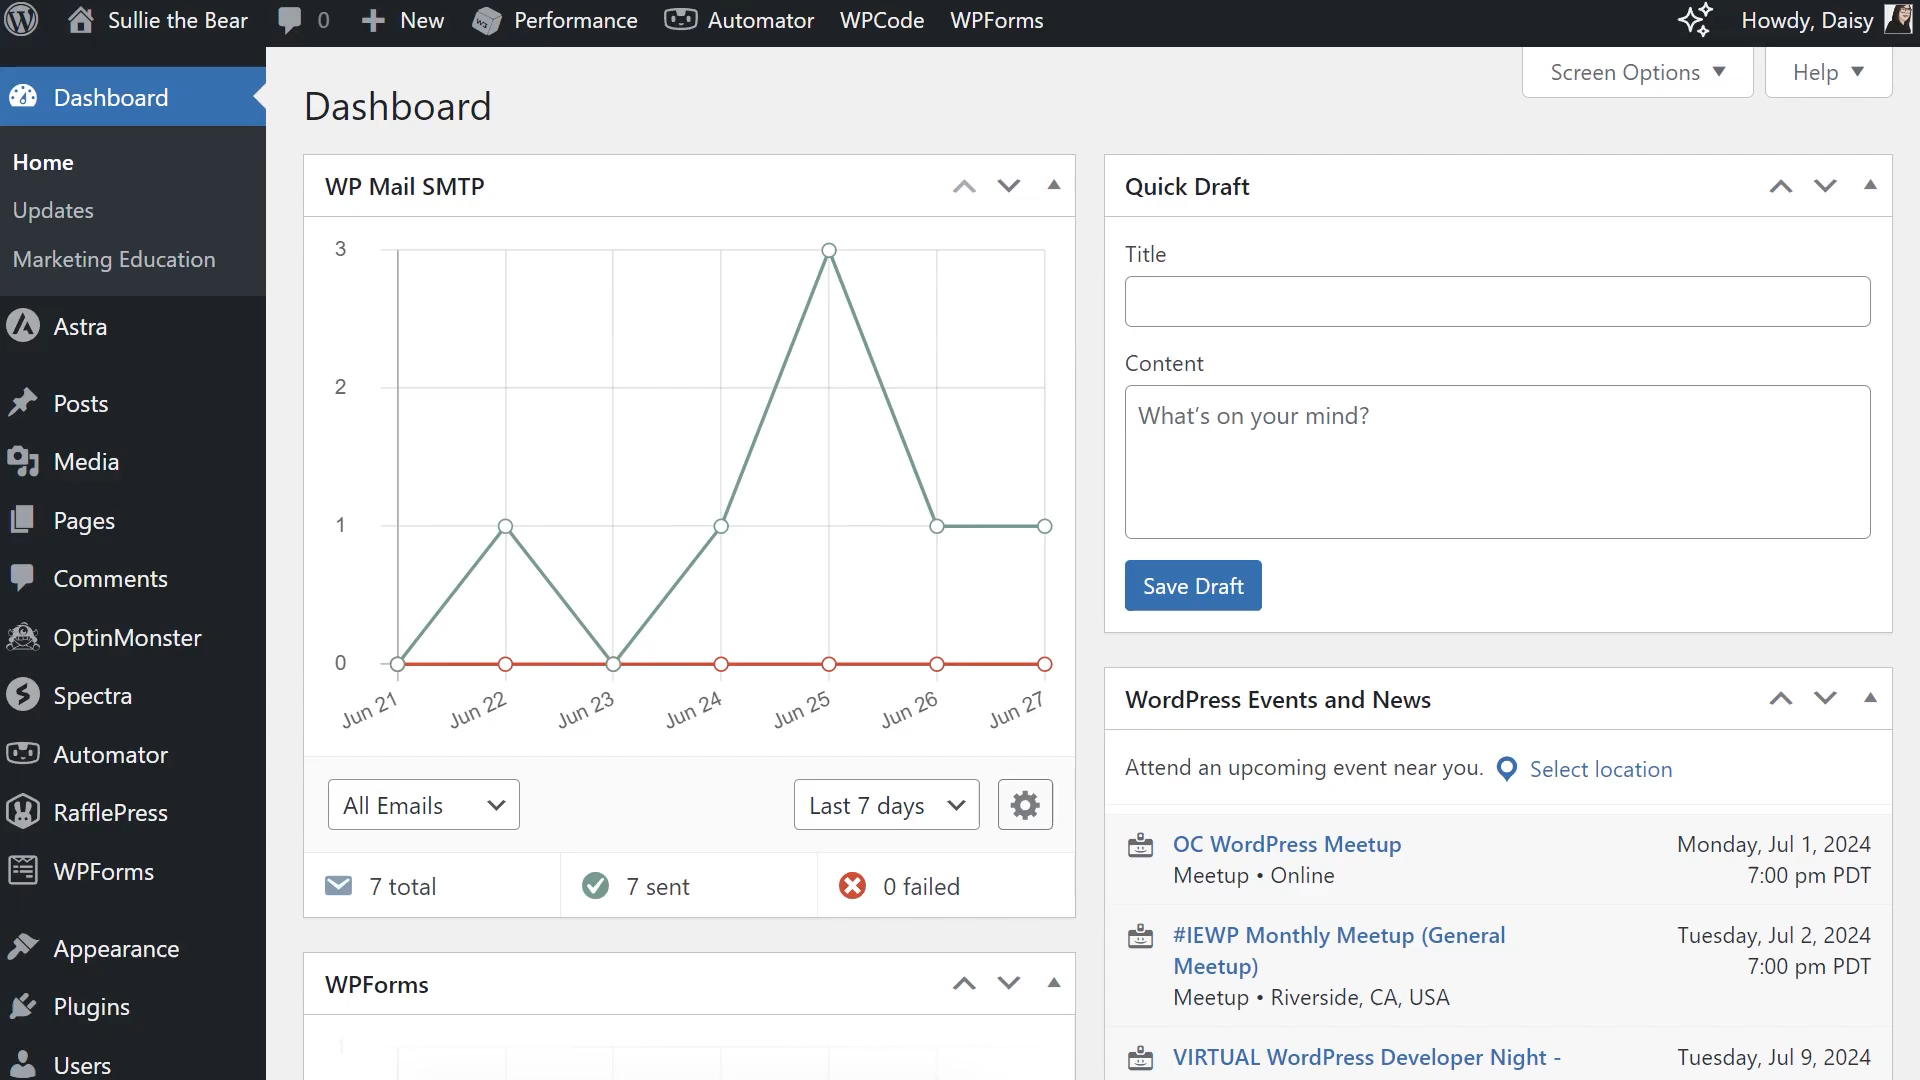 Sullie the Bear
0
New
Performance
Automator
WPCode
WPForms
Howdy, Daisy
Screen Options
Help
Dashboard
Home
Updates
Marketing Education
Astra
Posts
Media
Pages
Comments
OptinMonster
Spectra
Automator
RafflePress
WPForms
Appearance
Plugins
Users
Dashboard
WP Mail SMTP
3
2
1
0
Jun 21
Jun 22
Jun 23
Jun 24
Jun 25
Jun 26
Jun 27
All Emails
Last 7 days
7 total
7 sent
0 failed
WPForms
1
Quick Draft
Title
Content
What's on your mind?
Save Draft
WordPress Events and News
Attend an upcoming event near you. Select location
OC WordPress Meetup
Meetup • Online
Monday, Jul 1, 2024
7:00 pm PDT
#IEWP Monthly Meetup (General
Meetup)
Meetup • Riverside, CA, USA
Tuesday, Jul 2, 2024
7:00 pm PDT
VIRTUAL WordPress Developer Night -
Tuesday, Jul 9, 2024